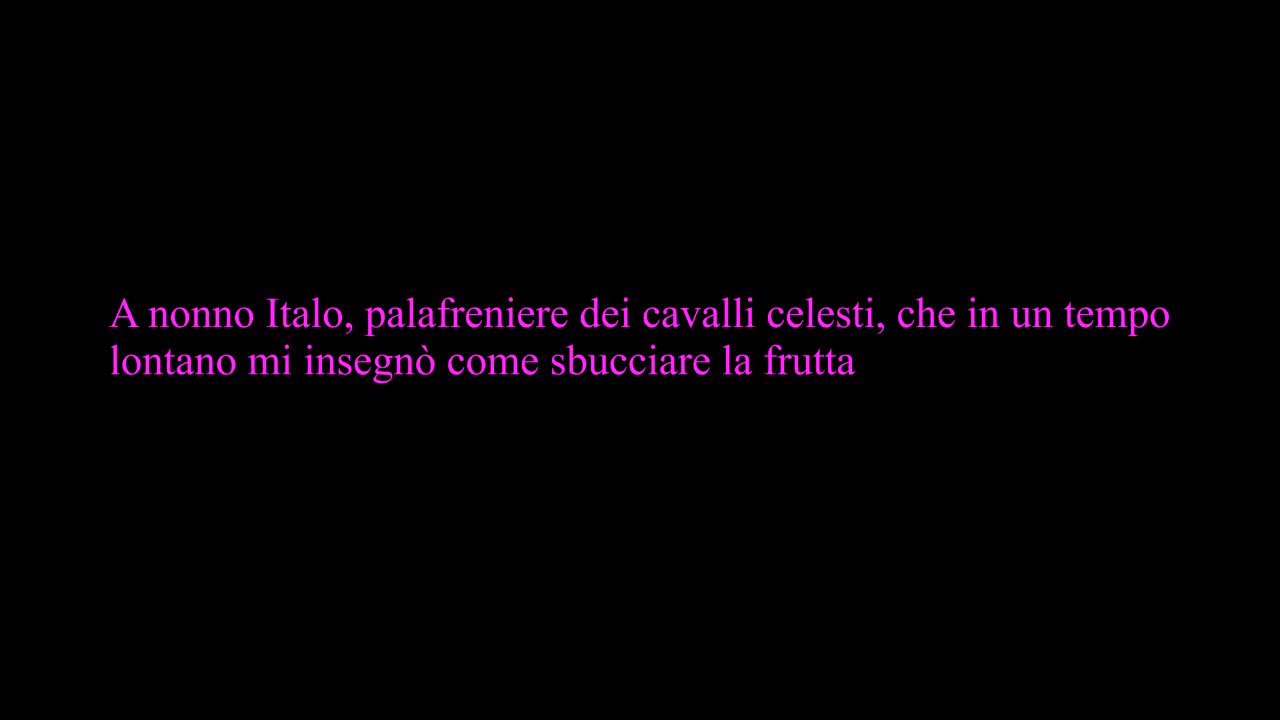 A nonno Italo, palafreniere dei cavalli celesti, che in un tempo
lontano mi insegnò come sbucciare la frutta